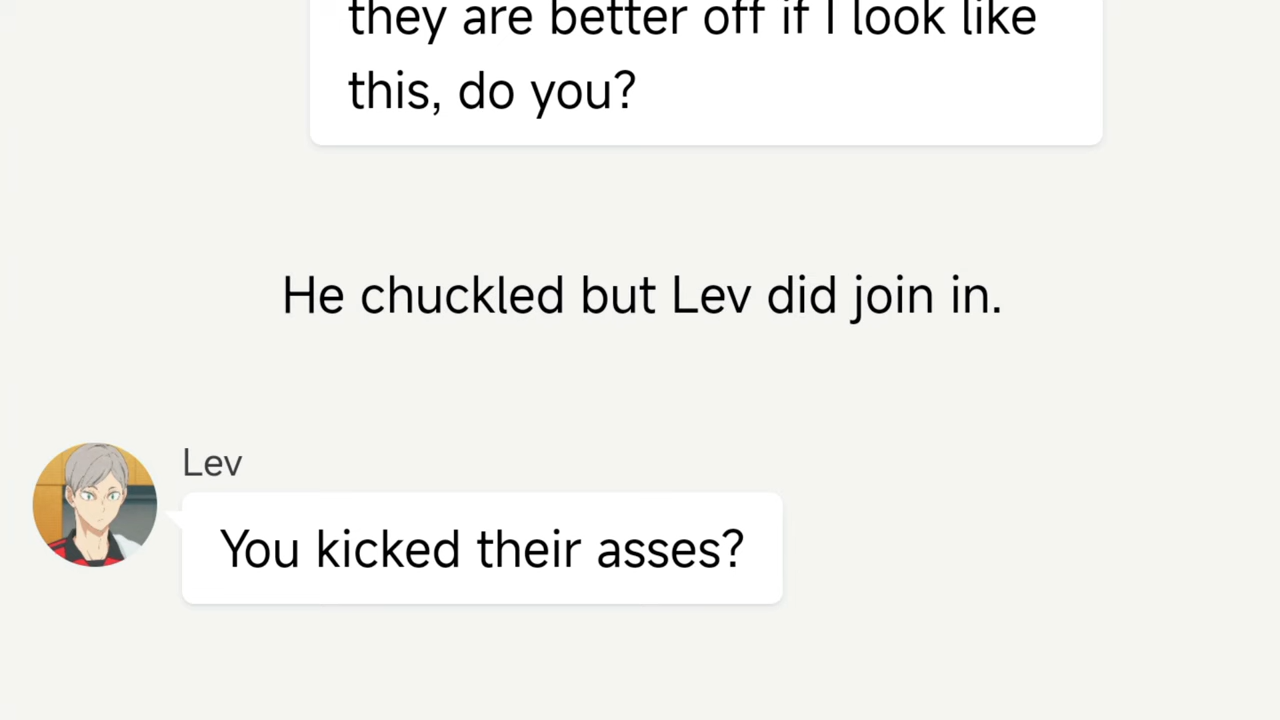 they are better off if I look like
this, do you?
He chuckled but Lev did join in.
Lev
You kicked their asses?